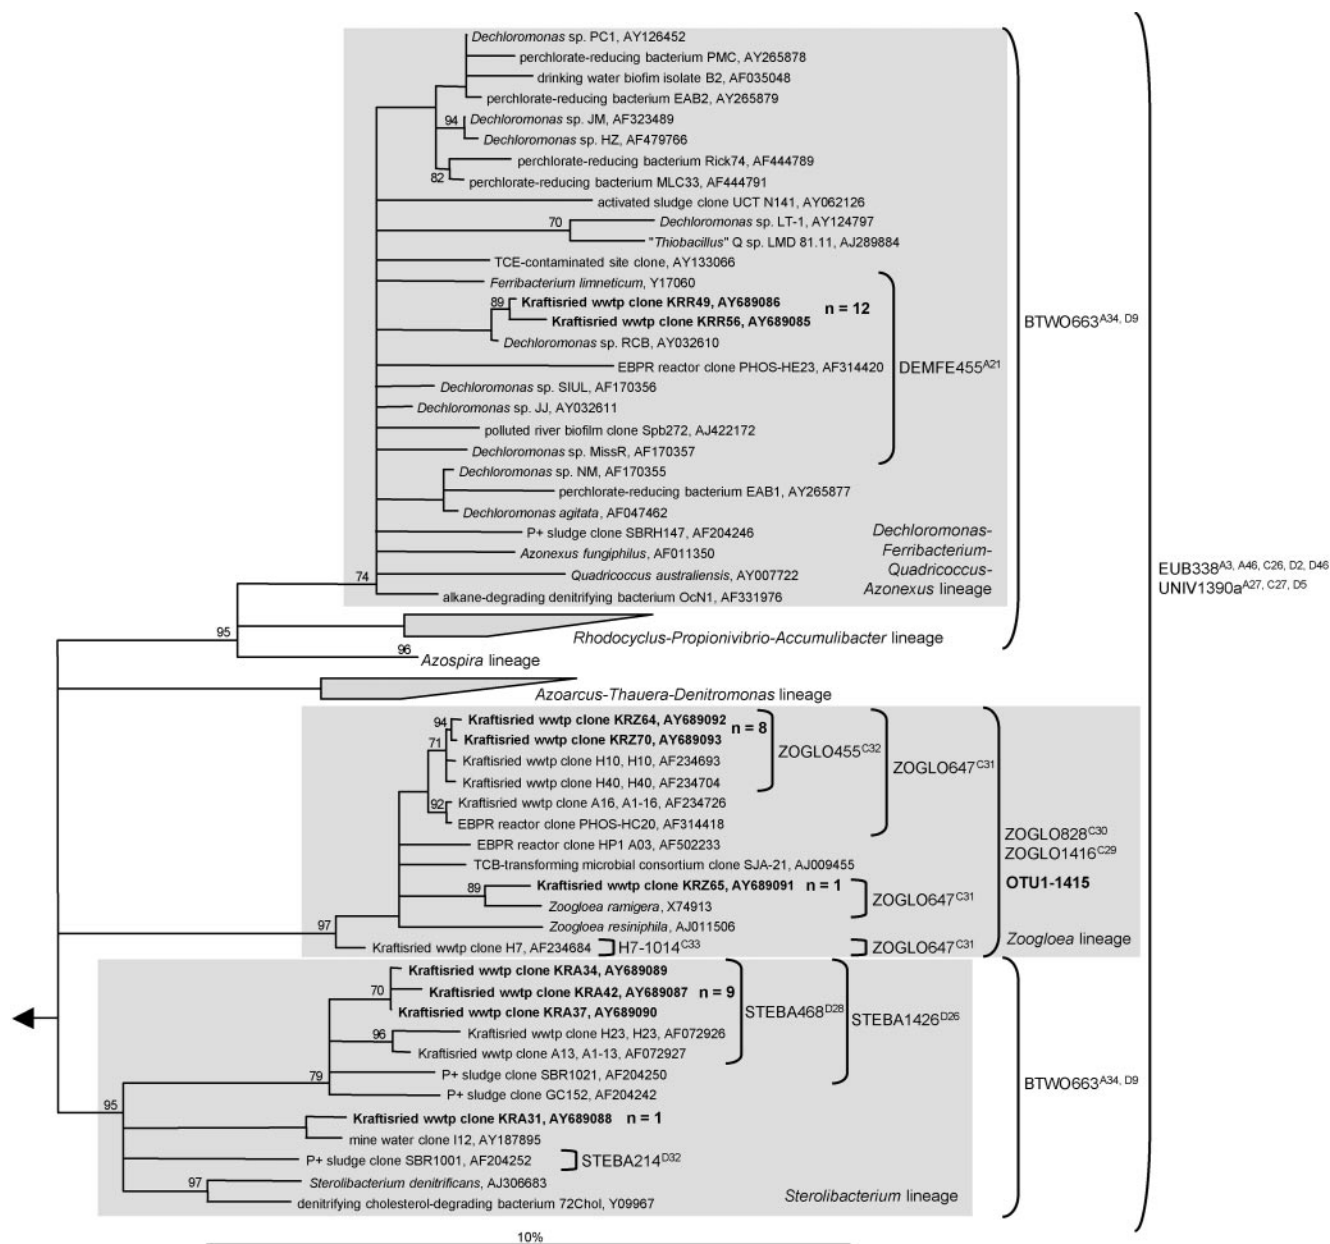 Dechloromonas sp. PC1, AY126452
perchlorate-reducing bacterium PMC, AY265878
drinking water biofim isolate B2, AF035048
perchlorate-reducing bacterium EAB2, AY265879
94
Dechloromonas sp. JM, AF323489
Dechloromonas sp. HZ, AF479766
perchlorate-reducing bacterium Rick74, AF444789
82
perchlorate-reducing bacterium MLC33, AF444791
activated sludge clone UCT N141, AY062126
70
Dechloromonas sp. LT-1, AY124797
"Thiobacillus" Q sp. LMD 81.11, AJ289884
TCE-contaminated site clone, AY133066
Ferribacterium limneticum, Y17060
89
Kraftisried wwtp clone KRR49, AY689086
n = 12
Kraftisried wwtp clone KRR56, AY689085
BTWO663A34, D9
Dechloromonas sp. RCB, AY032610
EBPR reactor clone PHOS-HE23, AF314420
DEMFE455A21
Dechloromonas sp. SIUL, AF170356
Dechloromonas sp. JJ, AY032611
polluted river biofilm clone Spb272, AJ422172
Dechloromonas sp. MissR, AF170357
Dechloromonas sp. NM, AF170355
perchlorate-reducing bacterium EAB1, AY265877
Dechloromonas agitata, AF047462
P+ sludge clone SBRH147, AF204246
Azonexus fungiphilus, AF011350
74
Quadricoccus australiensis, AY007722
alkane-degrading denitrifying bacterium OcN1, AF331976
Dechloromonas-
Ferribacterium-
Quadricoccus-
Azonexus lineage
EUB338A3, A46, C26, D2, D46
UNIV1390aA27, C27, D5
95
Rhodocyclus-Propionivibrio-Accumulibacter lineage
96
Azospira lineage
Azoarcus-Thauera-Denitromonas lineage
94
Kraftisried wwtp clone KRZ64, AY689092
n = 8
71
Kraftisried wwtp clone KRZ70, AY689093
ZOGLO455C32
ZOGLO647C31
Kraftisried wwtp clone H10, H10, AF234693
Kraftisried wwtp clone H40, H40, AF234704
92
Kraftisried wwtp clone A16, A1-16, AF234726
EBPR reactor clone PHOS-HC20, AF314418
EBPR reactor clone HP1 A03, AF502233
ZOGLO828C30
ZOGLO1416C29
OTU1-1415
TCB-transforming microbial consortium clone SJA-21, AJ009455
89
Kraftisried wwtp clone KRZ65, AY689091
n = 1
ZOGLO647C31
Zoogloea ramigera, X74913
97
Zoogloea resiniphila, AJ011506
Kraftisried wwtp clone H7, AF234684
H7-1014C33
ZOGLO647C31
Zoogloea lineage
Kraftisried wwtp clone KRA34, AY689089
70
Kraftisried wwtp clone KRA42, AY689087
n = 9
Kraftisried wwtp clone KRA37, AY689090
STEBA468D28
STEBA1426D26
96
Kraftisried wwtp clone H23, H23, AF072926
Kraftisried wwtp clone A13, A1-13, AF072927
79
P+ sludge clone SBR1021, AF204250
P+ sludge clone GC152, AF204242
BTWO663A34, D9
95
Kraftisried wwtp clone KRA31, AY689088
n = 1
mine water clone I12, AY187895
P+ sludge clone SBR1001, AF204252
STEBA214D32
97
Sterolibacterium denitrificans, AJ306683
denitrifying cholesterol-degrading bacterium 72Chol, Y09967
Sterolibacterium lineage
10%